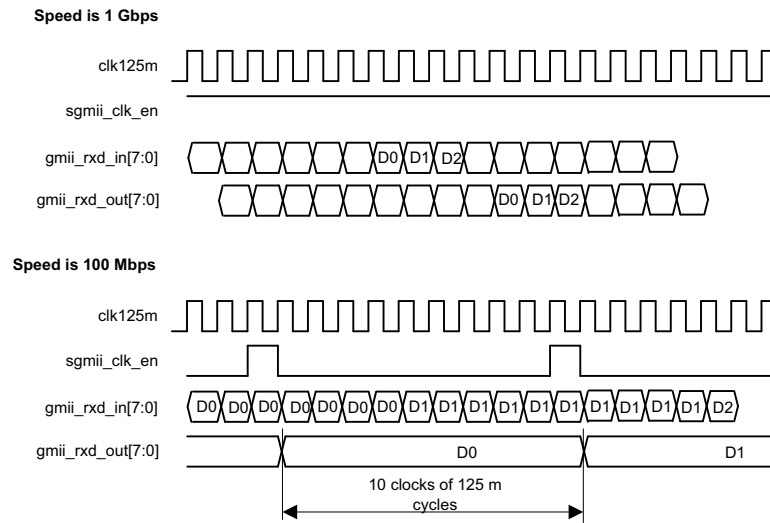 Speed is 1 Gbps
clk125m
sgmii_clk_en
gmii_rxd_in[7:0] D0 D1 D2
gmii_rxd_out[7:0] D0 D1 D2
Speed is 100 Mbps
clk125m
sgmii_clk_en
gmii_rxd_in[7:0] D0 D0 D0 D0 D0 D0 D0 D1 D1 D1 D1 D1 D1 D1 D1 D1 D1 D2
gmii_rxd_out[7:0] D0 D1
10 clocks of 125 m
cycles